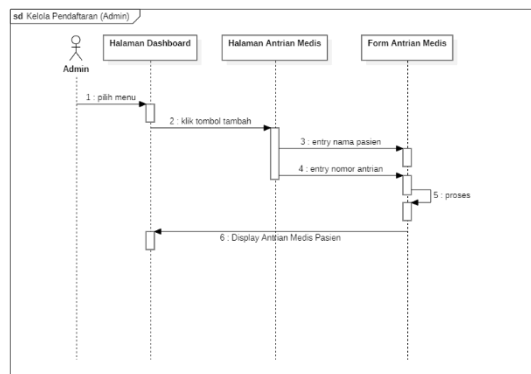 sd Kelola Pendaftaran (Admin)
Halaman Dashboard
Halaman Antrian Medis
Form Antrian Medis
Admin
1 : pilih menu
2 : klik tombol tambah
3 : entry nama pasien
4 : entry nomor antrian
5 : proses
6 : Display Antrian Medis Pasien